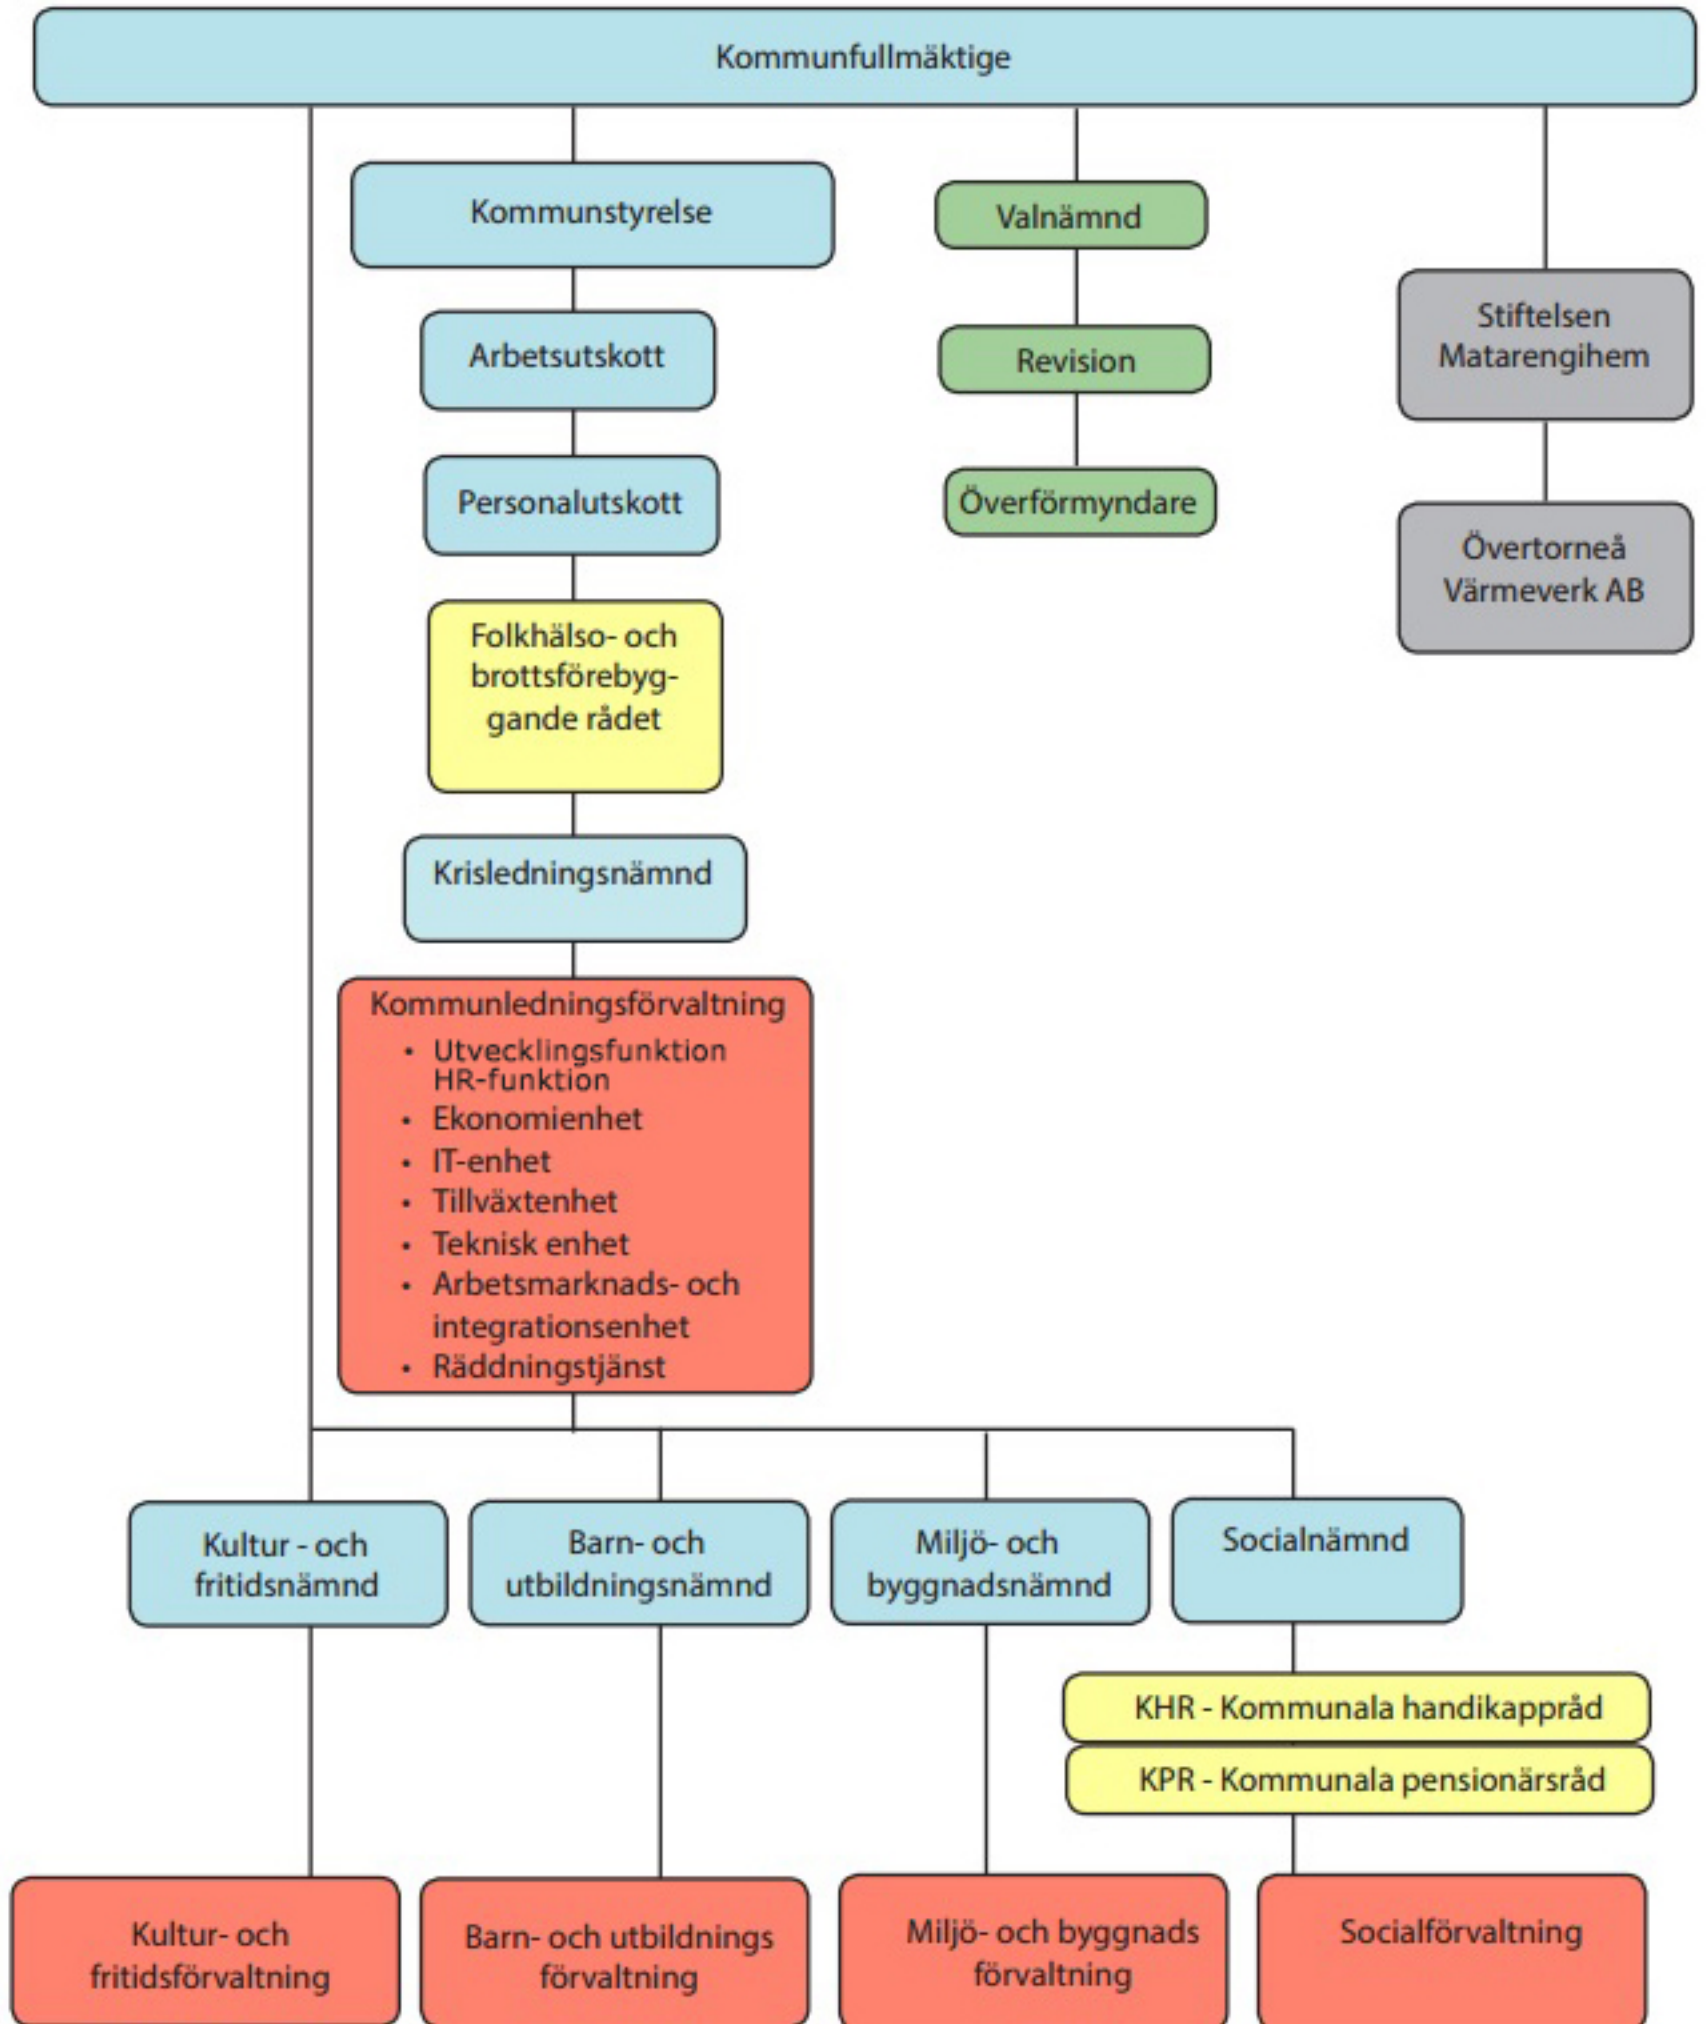 Kommunfullmäktige
Kommunstyrelse
Arbetsutskott
Personalutskott
Folkhälso- och
brottsförebyg-
gande rådet
Krisledningsnämnd
Kommunledningsförvaltning
• Utvecklingsfunktion
HR-funktion
• Ekonomienhet
• IT-enhet
• Tillväxtenhet
• Teknisk enhet
• Arbetsmarknads- och
integrationsenhet
• Räddningstjänst
Valnämnd
Revision
Överförmyndare
Stiftelsen
Matarengihem
Övertorneå
Värmeverk AB
Kultur - och
fritidsnämnd
Barn- och
utbildningsnämnd
Miljö- och
byggnadsnämnd
Socialnämnd
KHR - Kommunala handikappråd
KPR - Kommunala pensionärsråd
Kultur- och
fritidsförvaltning
Barn- och utbildnings
förvaltning
Miljö- och byggnads
förvaltning
Socialförvaltning